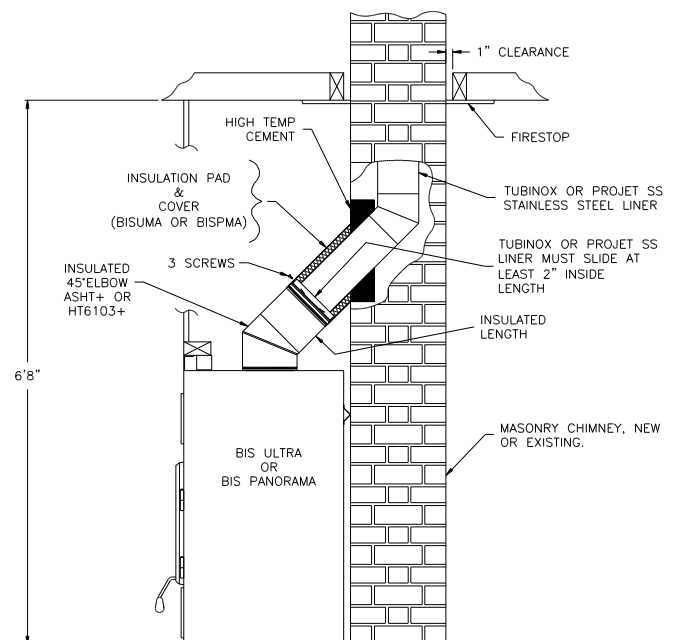 1” CLEARANCE
FIRESTOP
HIGH TEMP
CEMENT
INSULATION PAD
&
COVER
(BISUMA OR BISPMA)
TUBINOX OR PROJET SS
STAINLESS STEEL LINER
3 SCREWS
TUBINOX OR PROJET SS
LINER MUST SLIDE AT
LEAST 2” INSIDE
LENGTH
INSULATED
45°ELBOW
ASHT+ OR
HT6103+
INSULATED
LENGTH
6'8”
BIS ULTRA
OR
BIS PANORAMA
MASONRY CHIMNEY, NEW
OR EXISTING.